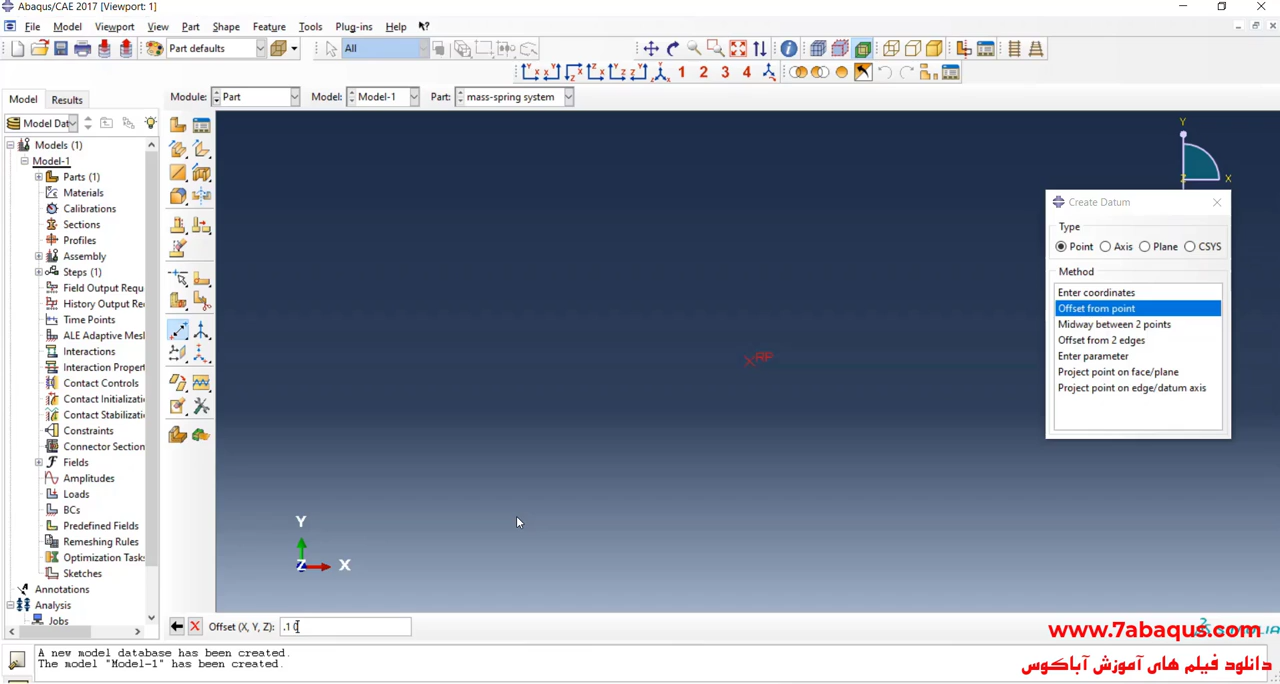 Abaqus/CAE 2017 [Viewport: 1]
File Model Viewport View Part Shape Feature Tools Plug-ins Help
Part defaults All
1 2 3 4
Model Results Module: Part Model: Model-1 Part: mass-spring system
Model Dat
Models (1)
Model-1
Parts (1)
Materials
Calibrations
Sections
Profiles
Assembly
Steps (1)
Field Output Requ
History Output Re
Time Points
ALE Adaptive Mesh
Interactions
Interaction Propert
Contact Controls
Contact Initializatio
Contact Stabilizatio
Constraints
Connector Section
Fields
Amplitudes
Loads
BCs
Predefined Fields
Remeshing Rules
Optimization Tasks
Sketches
Annotations
Analysis
Jobs
Y
X
Z
Create Datum
Type
Point Axis Plane CSYS
Method
Enter coordinates
Offset from point
Midway between 2 points
Offset from 2 edges
Enter parameter
Project point on face/plane
Project point on edge/datum axis
RP
Y
Z X
Offset (X, Y, Z): .1 0
www.7abaqus.com
دانلود فیلم های آموزش آباکوس
A new model database has been created.
The model "Model-1" has been created.